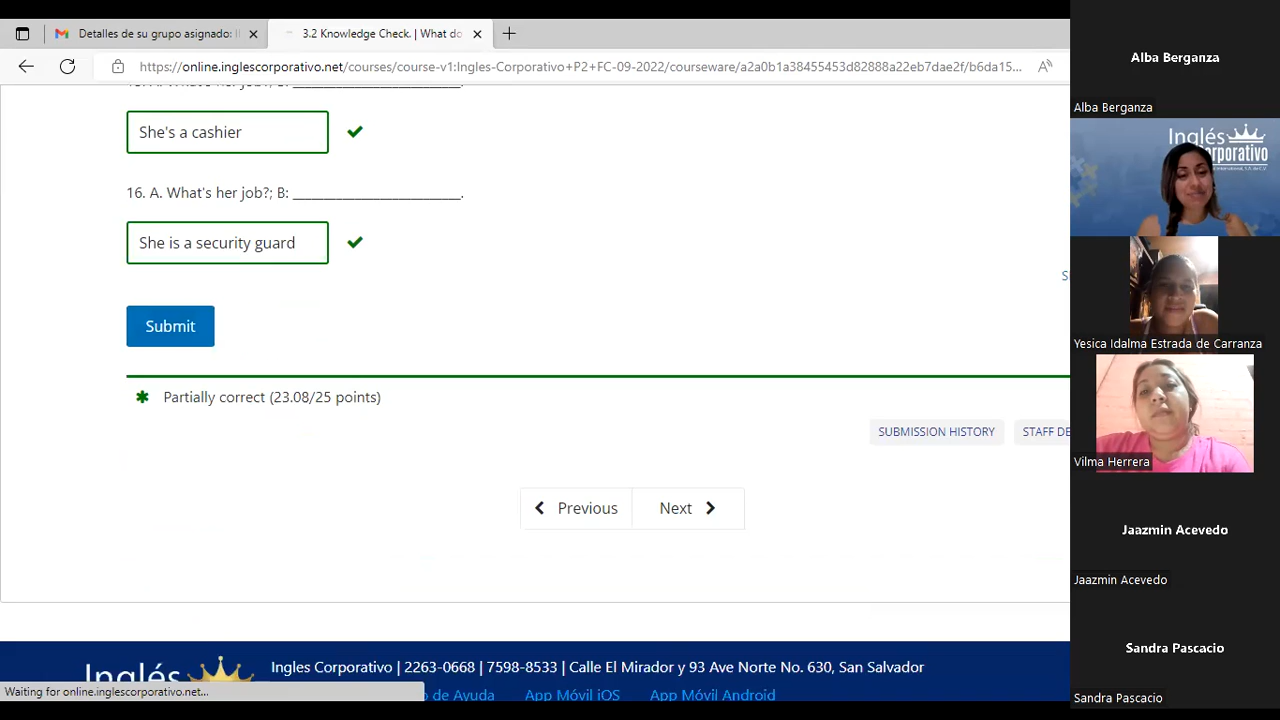 Detalles de su grupo asignado: I
3.2 Knowledge Check. | What do
https://online.inglescorporativo.net/courses/course-v1:Ingles-Corporativo+P2+FC-09-2022/courseware/a2a0b1a38455453d82888a22eb7dae2f/b6da15...
She's a cashier
16. A. What's her job?; B: ___________________________.
She is a security guard
Submit
Partially correct (23.08/25 points)
SUBMISSION HISTORY
STAFF DE
Previous
Next
Inglés
Ingles Corporativo | 2263-0668 | 7598-8533 | Calle El Mirador y 93 Ave Norte No. 630, San Salvador
o de Ayuda
App Móvil iOS
App Móvil Android
Waiting for online.inglescorporativo.net...
Alba Berganza
Alba Berganza
Inglés
orporativo
Yesica Idalma Estrada de Carranza
Vilma Herrera
Jaazmin Acevedo
Jaazmin Acevedo
Sandra Pascacio
Sandra Pascacio